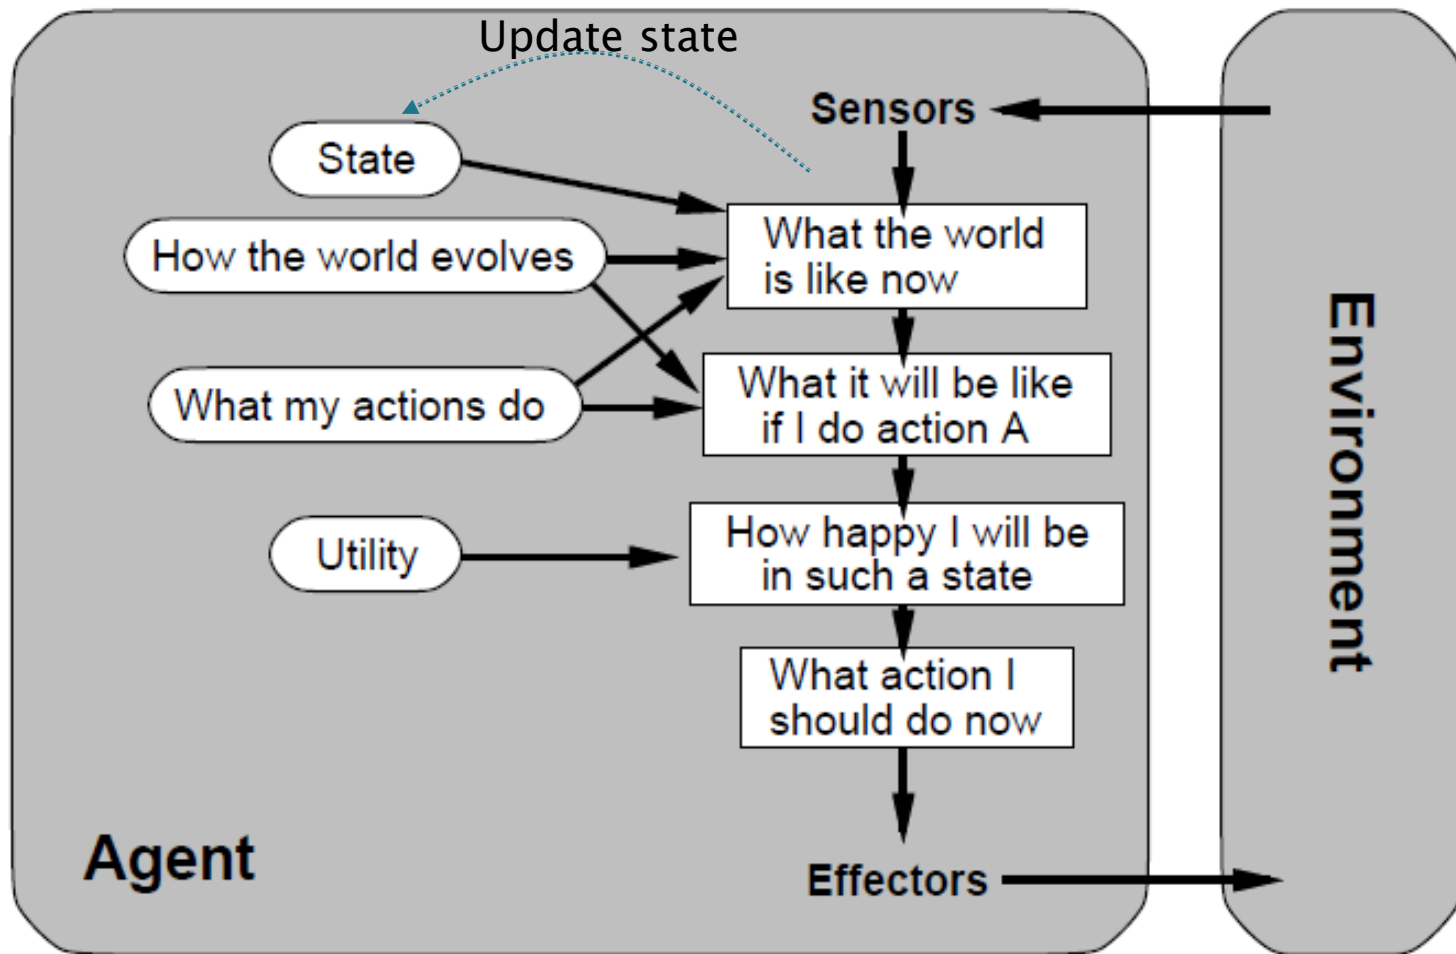 Update state
Sensors
State
What the world
is like now
How the world evolves
What it will be like
if I do action A
What my actions do
How happy I will be
in such a state
Utility
What action I
should do now
Agent
Effectors
Environment